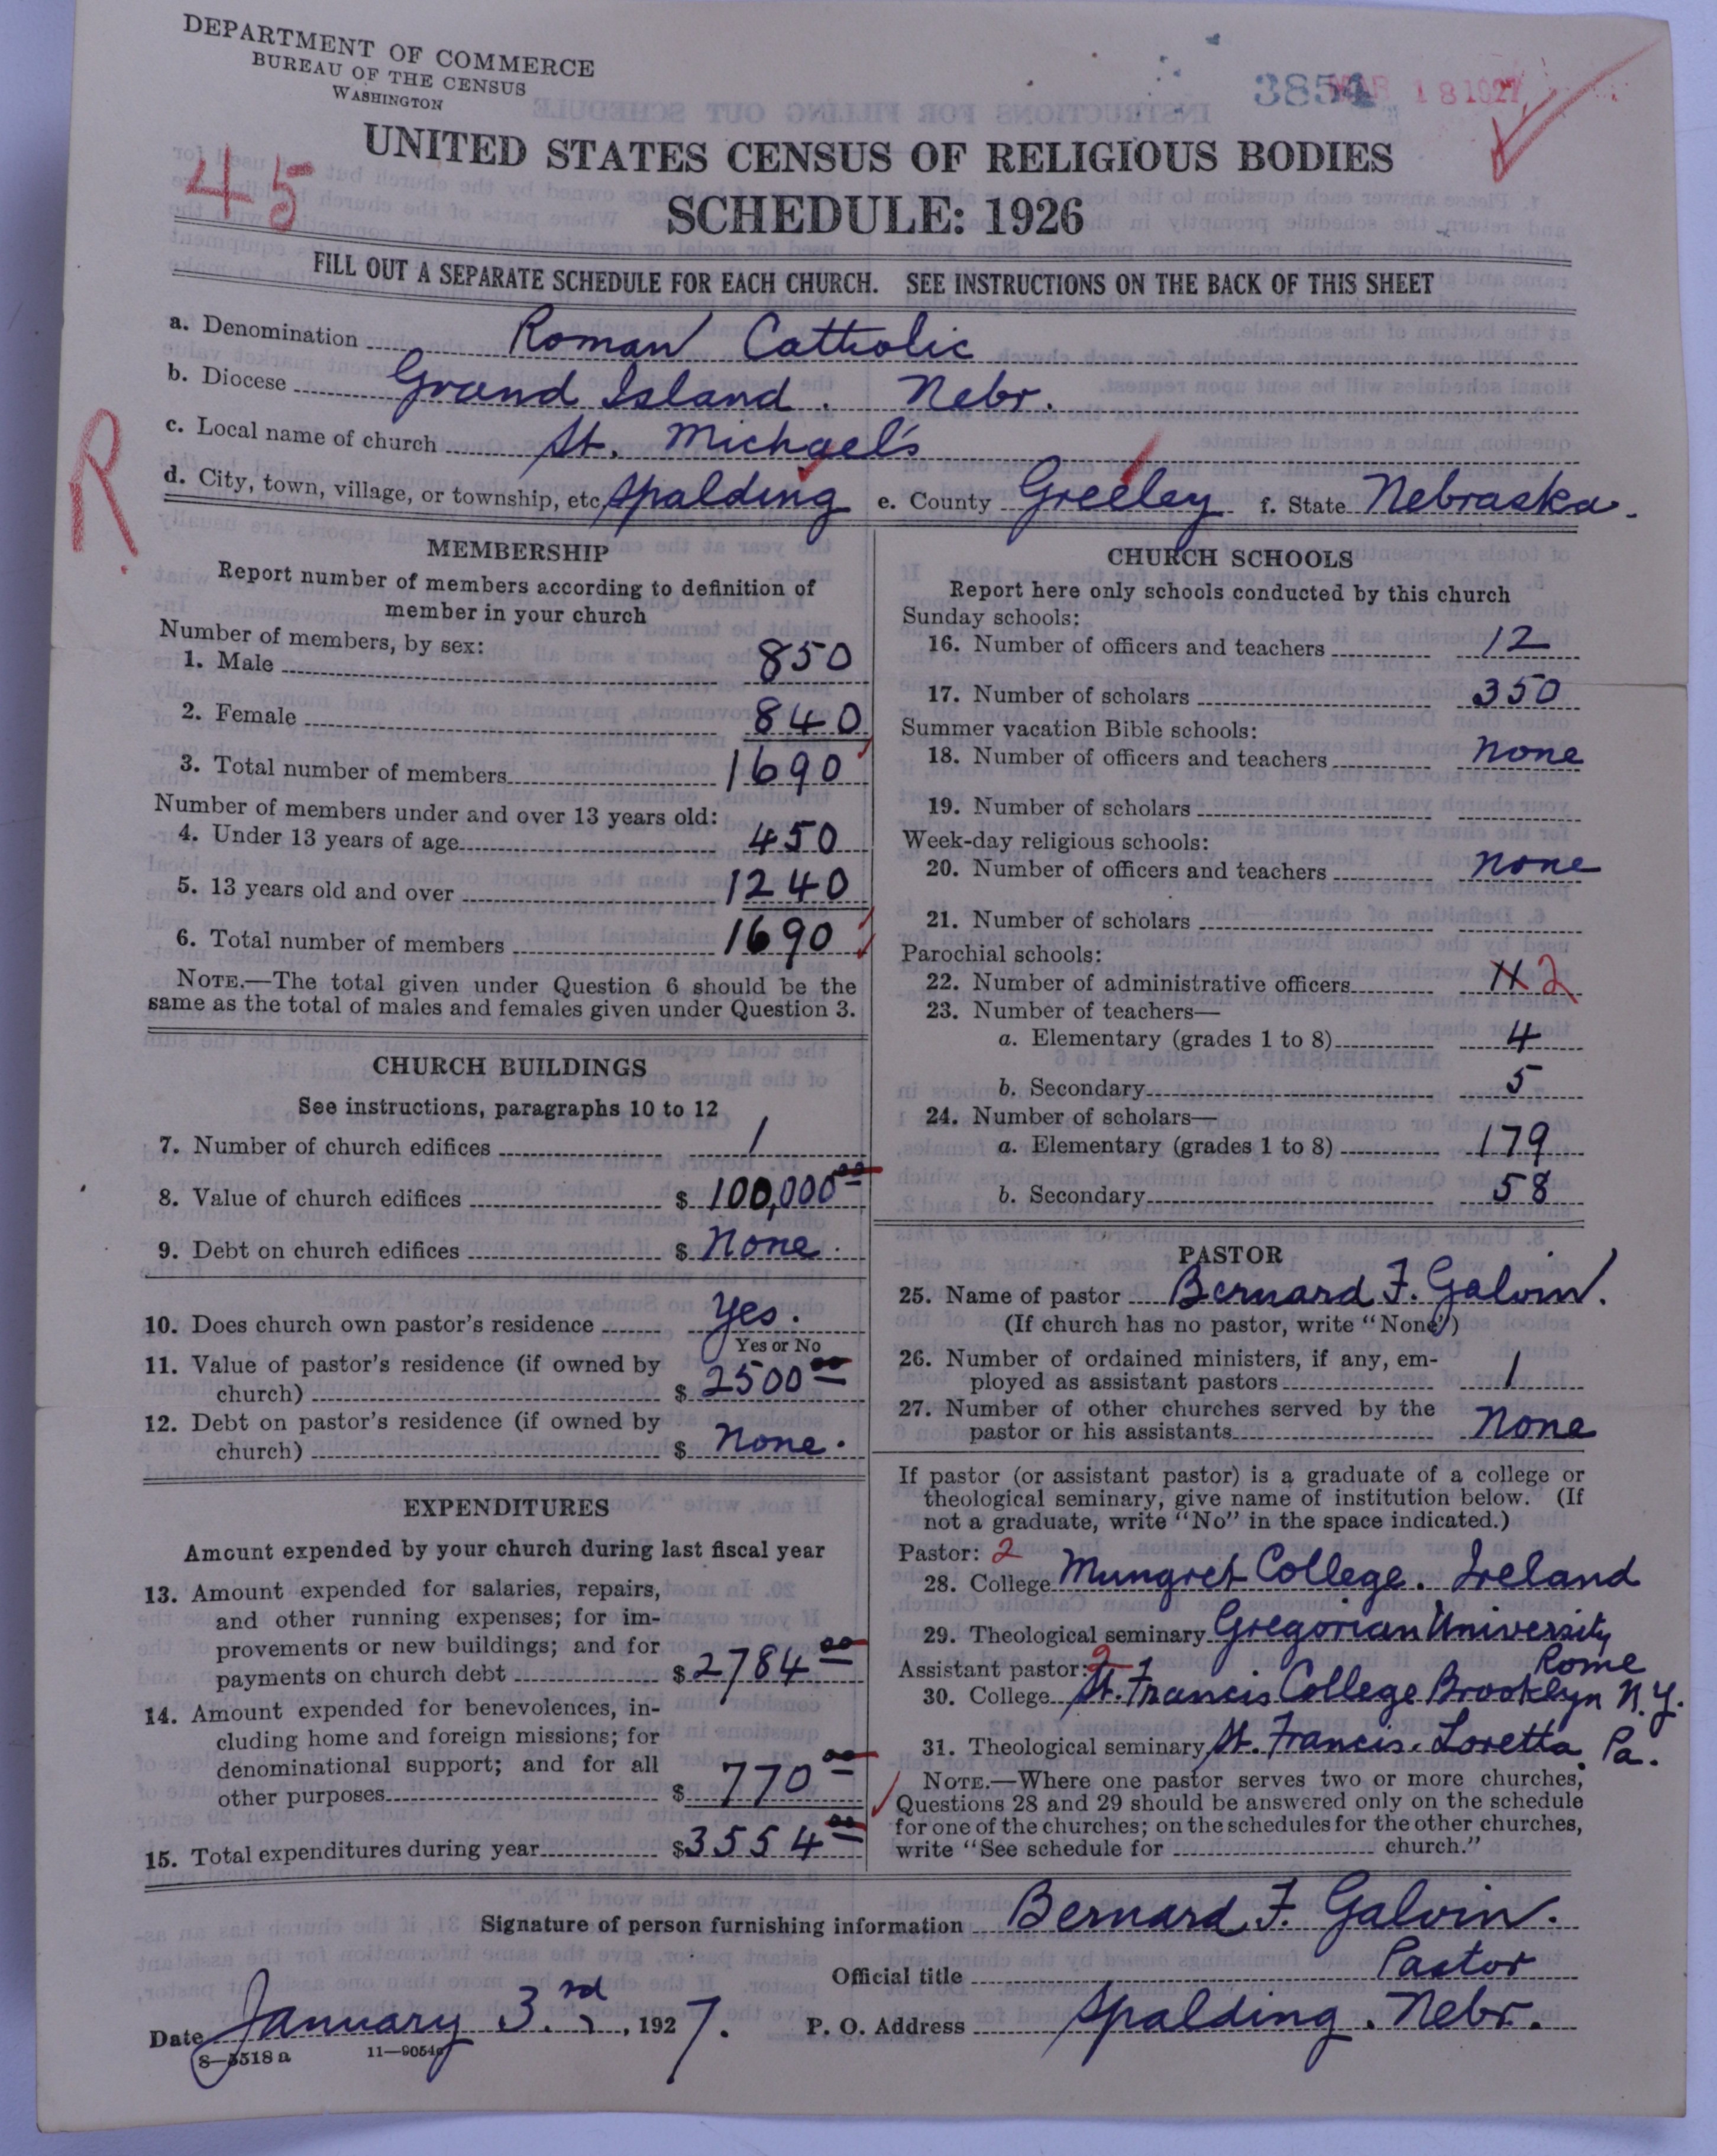 DEPARTMENT OF COMMERCE
BUREAU OF THE CENSUS
WASHINGTON
3854 MAR 18 1927
UNITED STATES CENSUS OF RELIGIOUS BODIES
45
SCHEDULE: 1926
FILL OUT A SEPARATE SCHEDULE FOR EACH CHURCH. SEE INSTRUCTIONS ON THE BACK OF THIS SHEET
a. Denomination Roman Catholic
b. Diocese Grand Island. Nebr.
c. Local name of church St. Michael's
R.
d. City, town, village, or township, etc. Spalding e. County Greeley f. State Nebraska.
MEMBERSHIP
Report number of members according to definition of
member in your church
Number of members, by sex:
1. Male 850
2. Female 840
3. Total number of members 1690
Number of members under and over 13 years old:
4. Under 13 years of age 450
5. 13 years old and over 1240
6. Total number of members 1690
NOTE.—The total given under Question 6 should be the
same as the total of males and females given under Question 3.
CHURCH BUILDINGS
See instructions, paragraphs 10 to 12
7. Number of church edifices 1
8. Value of church edifices $ 100,000 00
9. Debt on church edifices $ None.
10. Does church own pastor's residence Yes.
Yes or No
11. Value of pastor's residence (if owned by
church) $ 2500 00
12. Debt on pastor's residence (if owned by
church) $ None.
EXPENDITURES
Amount expended by your church during last fiscal year
13. Amount expended for salaries, repairs,
and other running expenses; for im-
provements or new buildings; and for
payments on church debt $ 2784 00
14. Amount expended for benevolences, in-
cluding home and foreign missions; for
denominational support; and for all
other purposes $ 770 00
15. Total expenditures during year $ 3554 00
CHURCH SCHOOLS
Report here only schools conducted by this church
Sunday schools:
16. Number of officers and teachers 12
17. Number of scholars 350
Summer vacation Bible schools:
18. Number of officers and teachers None
19. Number of scholars
Week-day religious schools:
20. Number of officers and teachers None
21. Number of scholars
Parochial schools:
22. Number of administrative officers 11 2
23. Number of teachers—
a. Elementary (grades 1 to 8) 4
b. Secondary 5
24. Number of scholars—
a. Elementary (grades 1 to 8) 179
b. Secondary 58
PASTOR
25. Name of pastor Bernard F. Galvin.
(If church has no pastor, write "None")
26. Number of ordained ministers, if any, em-
ployed as assistant pastors 1
27. Number of other churches served by the
pastor or his assistants None
If pastor (or assistant pastor) is a graduate of a college or
theological seminary, give name of institution below. (If
not a graduate, write "No" in the space indicated.)
Pastor: 2
28. College Mungret College. Ireland
29. Theological seminary Gregorian University
Rome
Assistant pastor: 2
30. College St. Francis College Brooklyn N.Y.
31. Theological seminary St. Francis. Loretta. Pa.
NOTE.—Where one pastor serves two or more churches,
Questions 28 and 29 should be answered only on the schedule
for one of the churches; on the schedules for the other churches,
write "See schedule for church."
Signature of person furnishing information Bernard F. Galvin.
Official title Pastor
Date January 3rd, 1927. P. O. Address Spalding. Nebr.
8—5518 a 11—9054